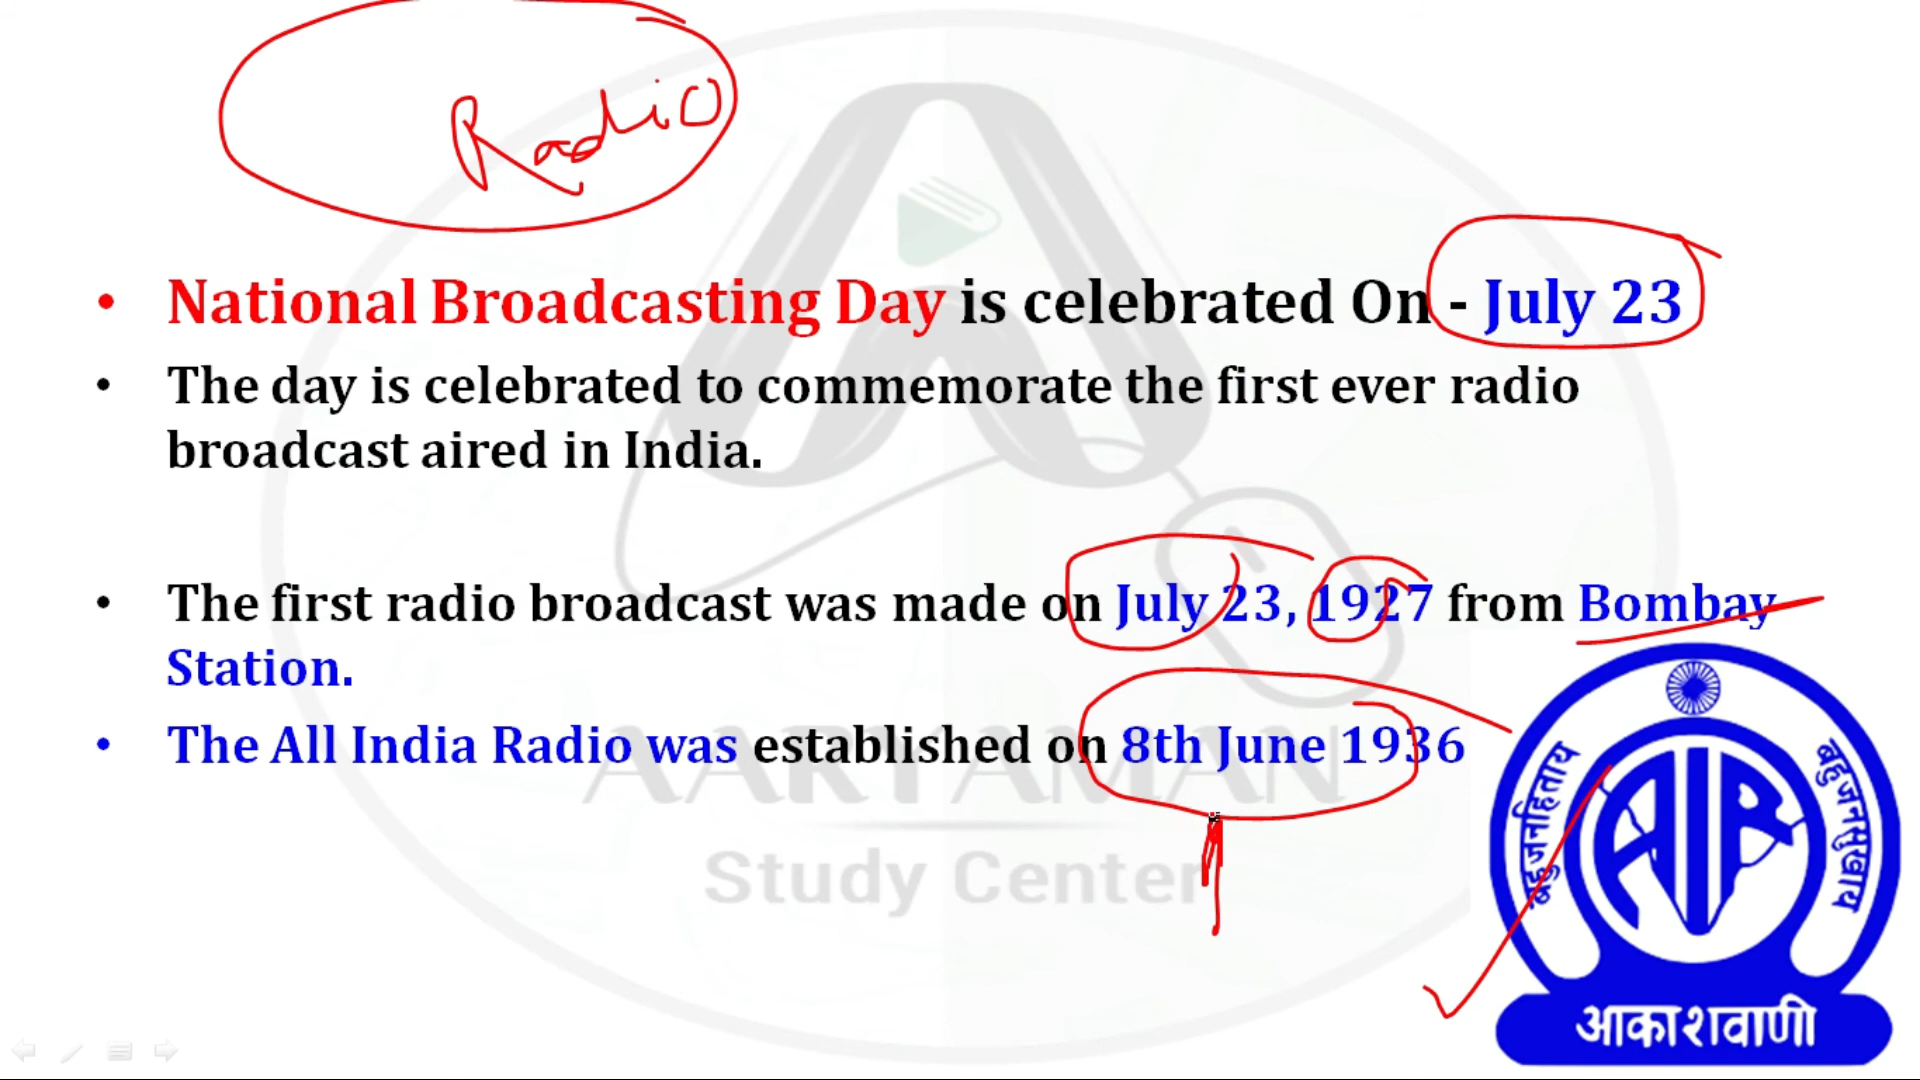 Radio
• National Broadcasting Day is celebrated On - July 23
• The day is celebrated to commemorate the first ever radio
broadcast aired in India.
• The first radio broadcast was made on July 23, 1927 from Bombay
Station.
• The All India Radio was established on 8th June 1936
AARYAMAN
Study Center
बहुजनहिताय
बहुजनसुखाय
AIR
आकाशवाणी